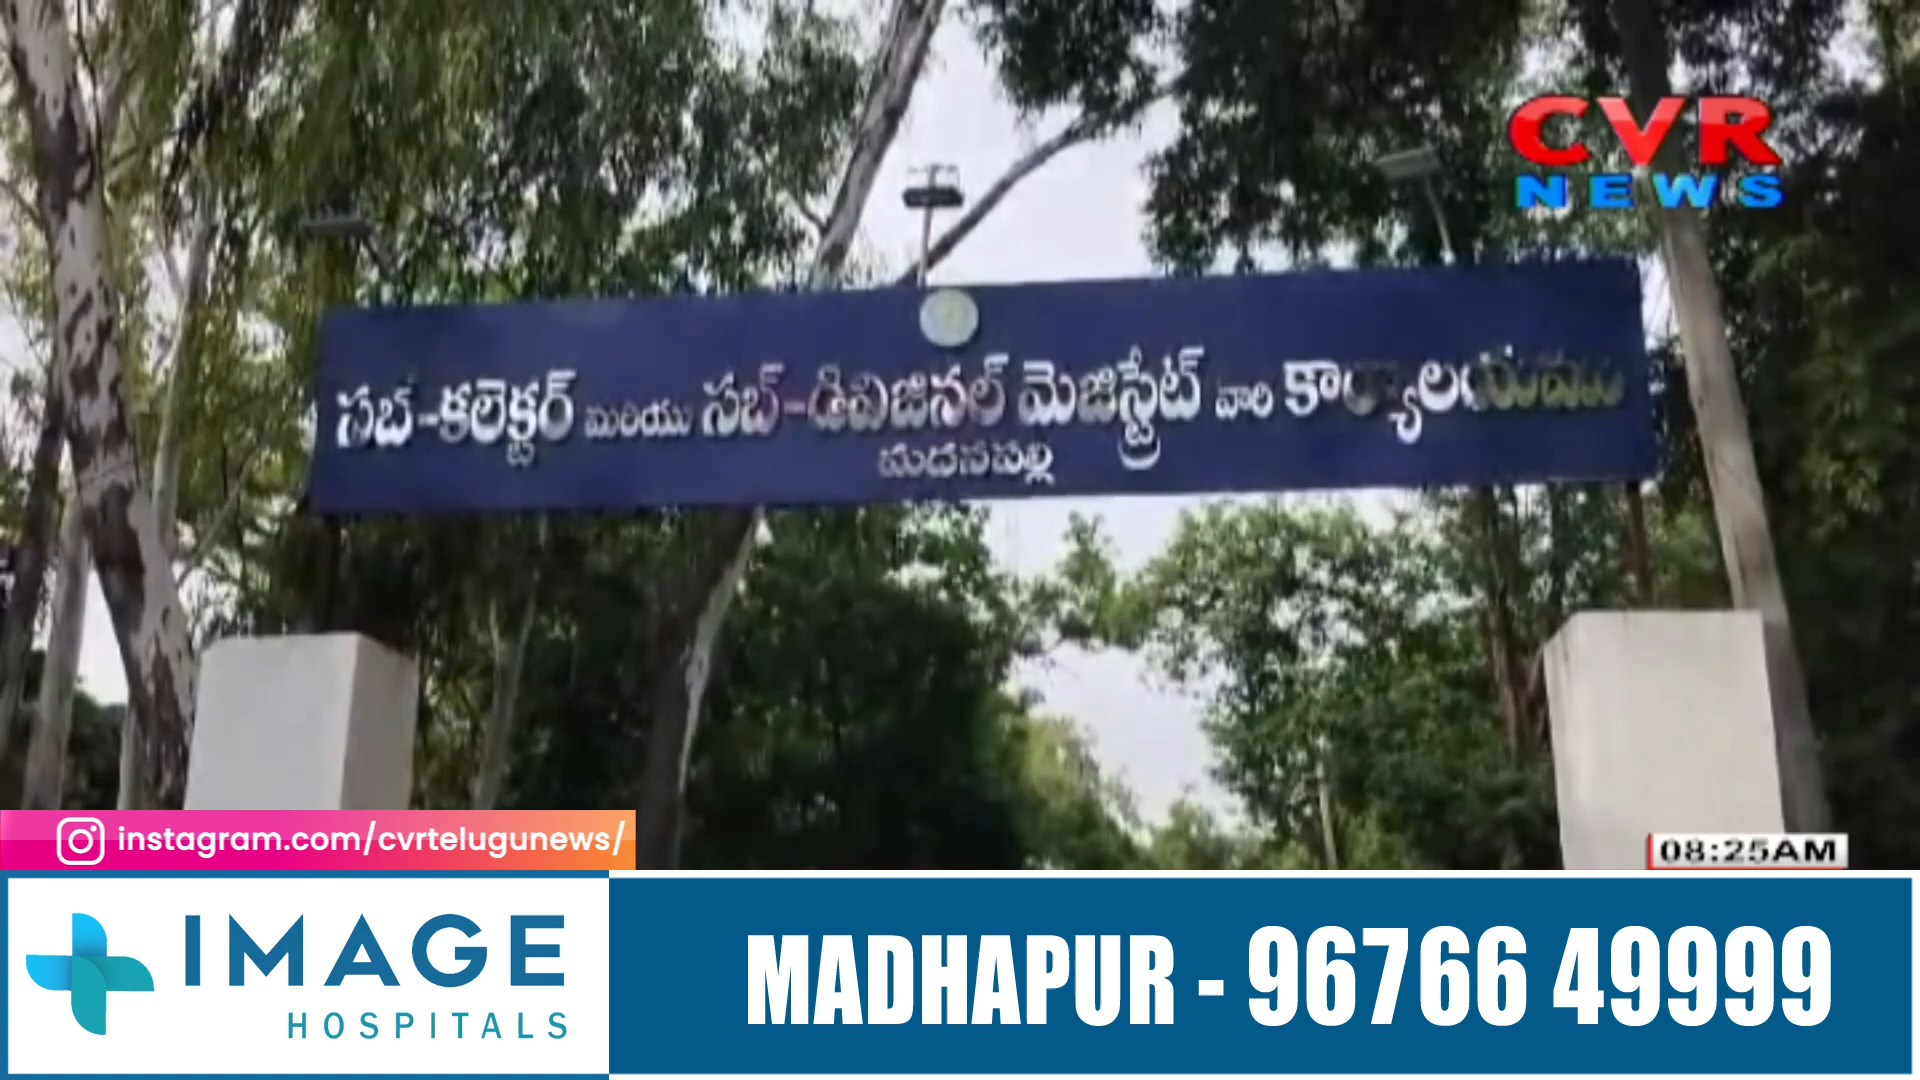 CVR
NEWS
సబ్-కలెక్టర్ మరియు సబ్-డివిజినల్ మెజిస్ట్రేట్ వారి కార్యాలయము
మదనపల్లి
instagram.com/cvrtelugunews/
08:25AM
IMAGE
HOSPITALS
MADHAPUR - 96766 49999